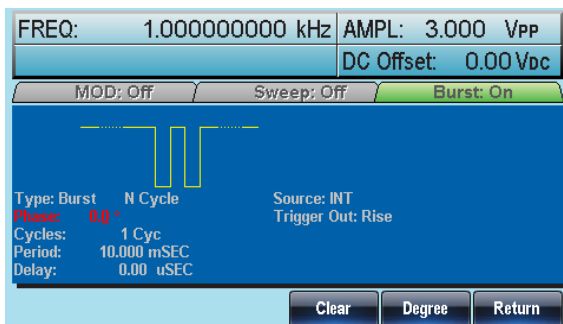 FREQ: 1.000000000 kHz AMPL: 3.000 VPP
DC Offset: 0.00 VDC
MOD: Off Sweep: Off Burst: On
Type: Burst N Cycle Source: INT
Phase: 0.0 ° Trigger Out: Rise
Cycles: 1 Cyc
Period: 10.000 mSEC
Delay: 0.00 uSEC
Clear Degree Return